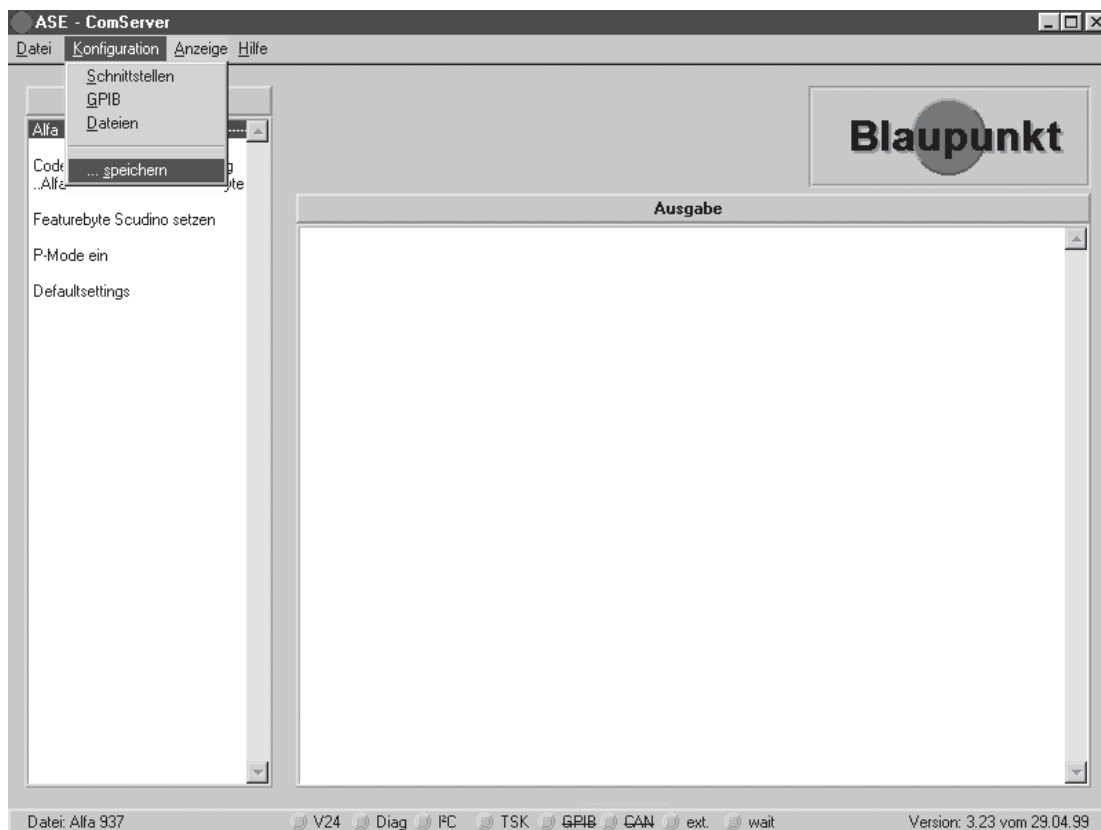 ASE - ComServer
Datei Konfiguration Anzeige Hilfe
Schnittstellen
GPIB
Dateien
... speichern
Alfa
..Alfa
Featurebyte Scudino setzen
P-Mode ein
Defaultsettings
Blaupunkt
Ausgabe
Datei: Alfa 937 V24 Diag I²C TSK GPIB CAN ext. wait Version: 3.23 vom 29.04.99